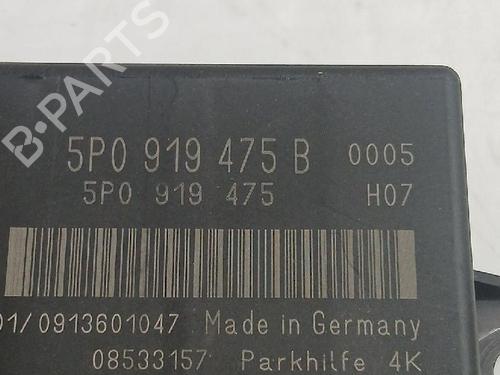 B-PARTS
5P0 919 475 B 0005
5P0 919 475 H07
01/0913601047 Made in Germany
08533157 Parkhilfe 4K